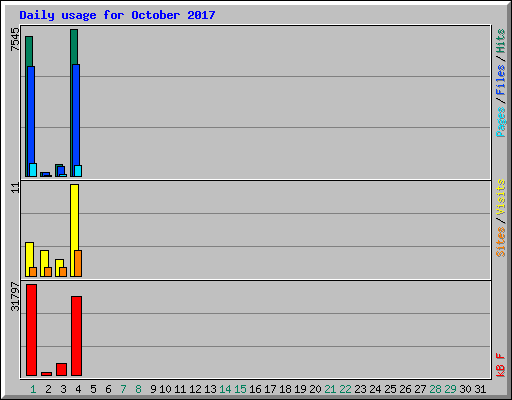 Daily usage for October 2017
7545
11
31797
Pages/Files/Hits
Sites/Visits
kB F
1 2 3 4 5 6 7 8 9 10 11 12 13 14 15 16 17 18 19 20 21 22 23 24 25 26 27 28 29 30 31